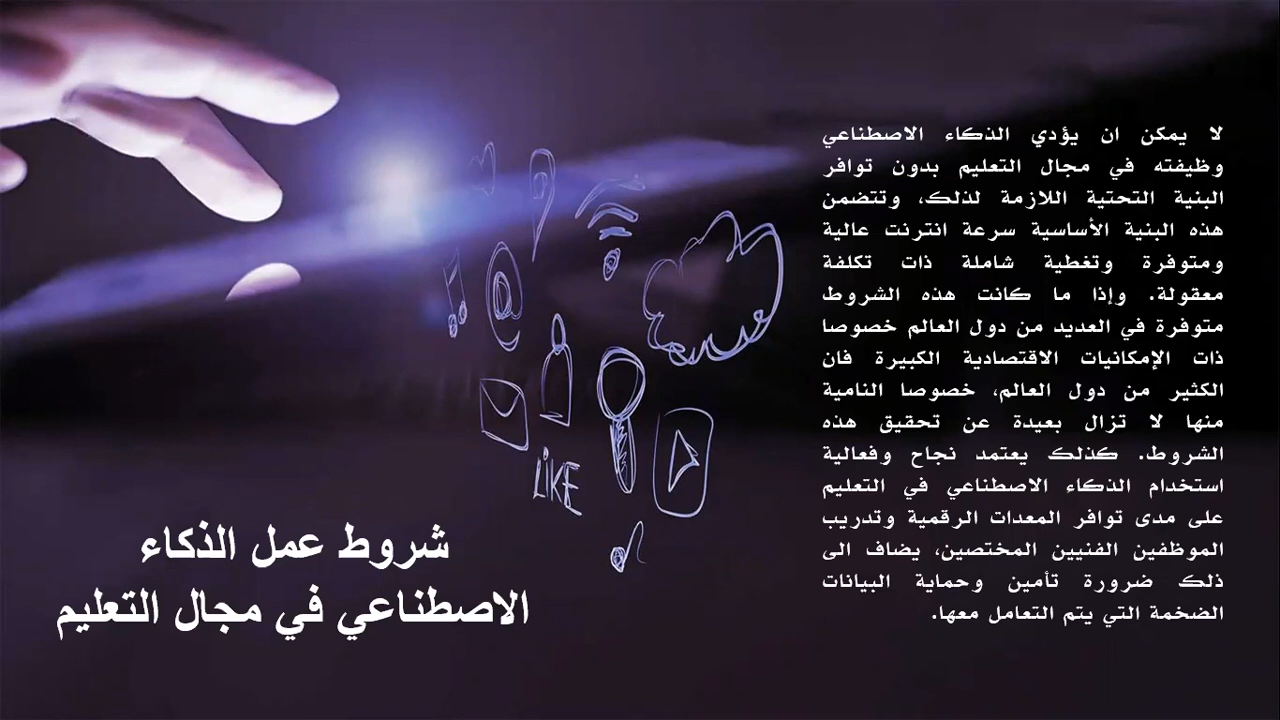 لا يمكن ان يؤدي الذكاء الاصطناعي
وظيفته في مجال التعليم بدون توافر
البنية التحتية اللازمة لذلك، وتتضمن
هذه البنية الأساسية سرعة انترنت عالية
ومتوفرة وتغطية شاملة ذات تكلفة
معقولة. وإذا ما كانت هذه الشروط
متوفرة في العديد من دول العالم خصوصا
ذات الإمكانيات الاقتصادية الكبيرة فان
الكثير من دول العالم، خصوصا النامية
منها لا تزال بعيدة عن تحقيق هذه
الشروط. كذلك يعتمد نجاح وفعالية
استخدام الذكاء الاصطناعي في التعليم
على مدى توافر المعدات الرقمية وتدريب
الموظفين الفنيين المختصين، يضاف الى
ذلك ضرورة تأمين وحماية البيانات
الضخمة التي يتم التعامل معها.
LIKE
شروط عمل الذكاء
الاصطناعي في مجال التعليم